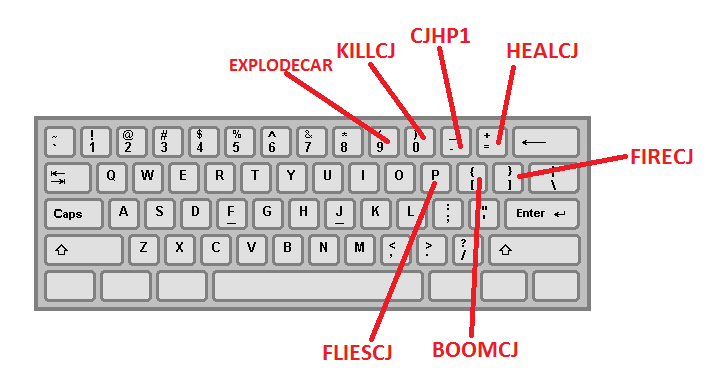 CJHP1
KILLCJ
HEALCJ
EXPLODECAR
~ ! @ # $ % ^ & * ( ) _ +
` 1 2 3 4 5 6 7 8 9 0 - =
Q W E R T Y U I O P { } |
[ ] \
FIRECJ
Caps A S D F G H J K L : " Enter
; '
Z X C V B N M < > ?
, . /
FLIESCJ
BOOMCJ